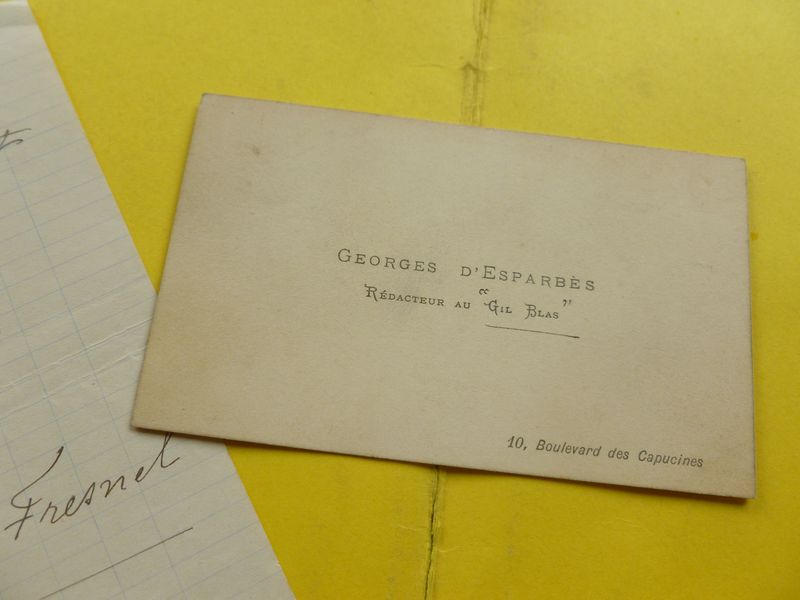 GEORGES D'ESPARBÈS
RÉDACTEUR AU "GIL BLAS"
10, Boulevard des Capucines
Fresnel